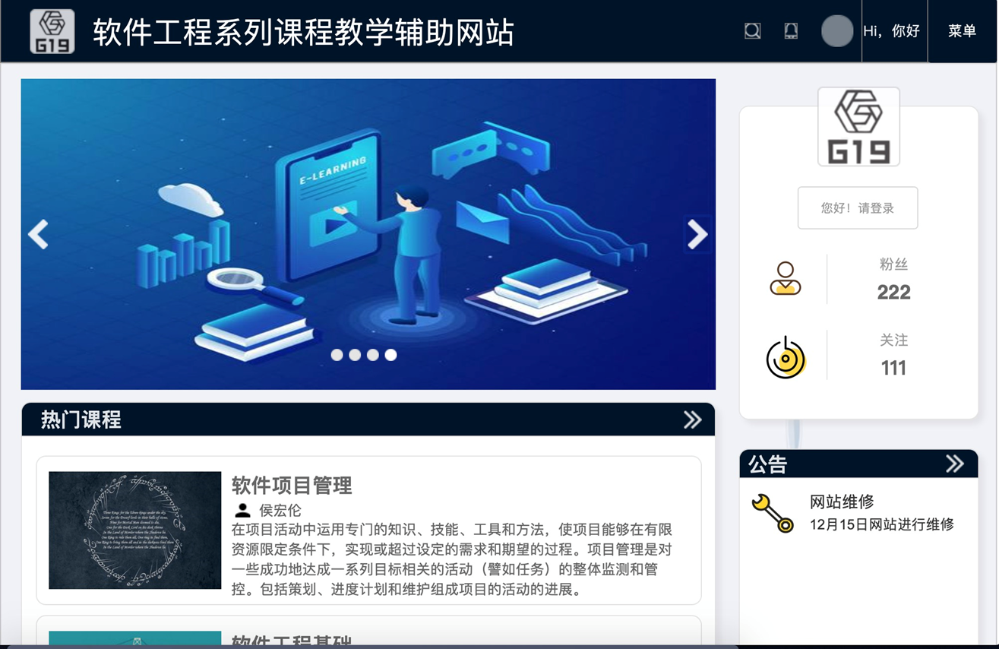 G19
软件工程系列课程教学辅助网站
Hi，你好
菜单
E-LEARNING
G19
您好！请登录
粉丝
222
关注
111
热门课程
软件项目管理
侯宏伦
在项目活动中运用专门的知识、技能、工具和方法，使项目能够在有限
资源限定条件下，实现或超过设定的需求和期望的过程。项目管理是对
一些成功地达成一系列目标相关的活动（譬如任务）的整体监测和管
控。包括策划、进度计划和维护组成项目的活动的进展。
软件工程基础
公告
网站维修
12月15日网站进行维修